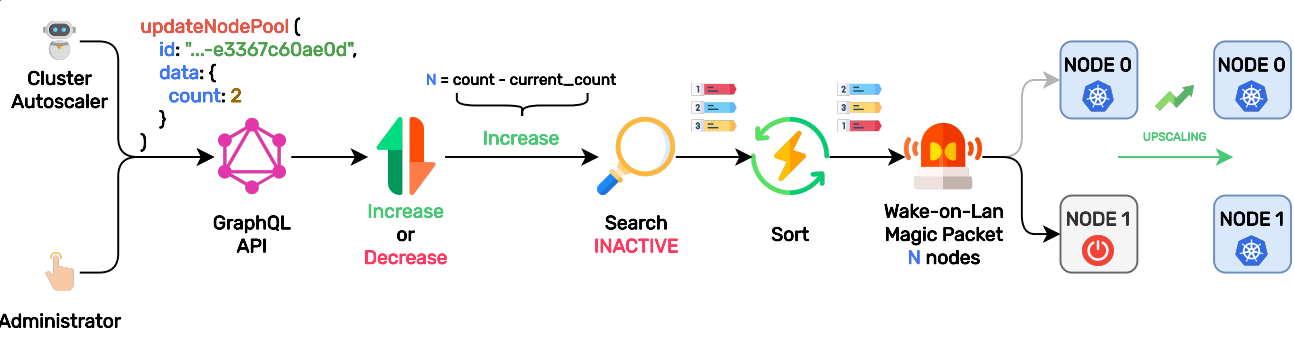 Cluster
Autoscaler
Administrator
updateNodePool (
id: "...-e3367c60ae0d",
data: {
count: 2
}
)
GraphQL
API
Increase
or
Decrease
N = count - current_count
Increase
Search
INACTIVE
1
2
3
Sort
2
3
1
Wake-on-Lan
Magic Packet
N nodes
NODE 0
NODE 1
UPSCALING
NODE 0
NODE 1